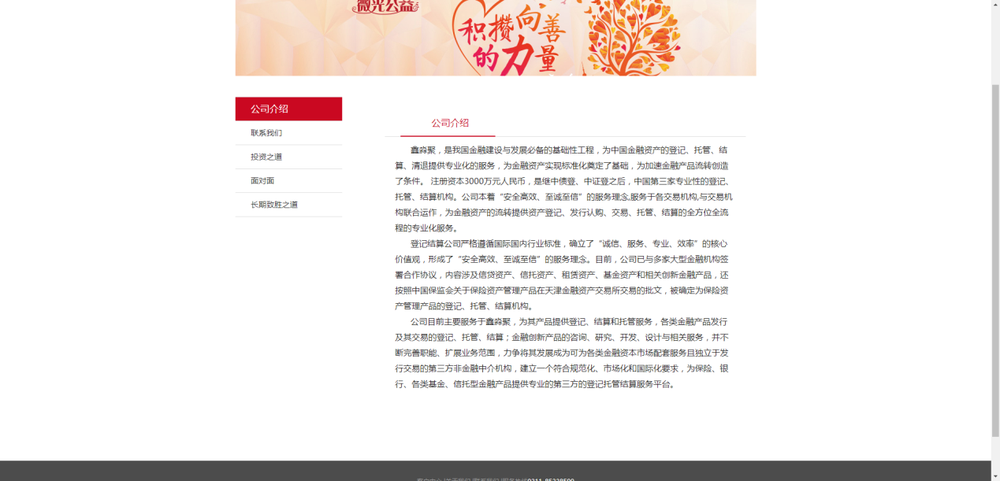 微光公益
积攒向善
的力量
公司介绍
联系我们
投资之道
面对面
长期致胜之道
公司介绍
鑫淼聚，是我国金融建设与发展必备的基础性工程，为中国金融资产的登记、托管、结
算、清退提供专业化的服务，为金融资产实现标准化奠定了基础，为加速金融产品流转创造
了条件。 注册资本3000万元人民币，是继中债登、中证登之后，中国第三家专业性的登记、
托管、结算机构。公司本着“安全高效、至诚至信”的服务理念,服务于各交易机构,与交易机
构联合运作，为金融资产的流转提供资产登记、发行认购、交易、托管、结算的全方位全流
程的专业化服务。
登记结算公司严格遵循国际国内行业标准，确立了“诚信、服务、专业、效率”的核心
价值观，形成了“安全高效、至诚至信”的服务理念。目前，公司已与多家大型金融机构签
署合作协议，内容涉及信贷资产、信托资产、租赁资产、基金资产和相关创新金融产品，还
按照中国保监会关于保险资产管理产品在天津金融资产交易所交易的批文，被确定为保险资
产管理产品的登记、托管、结算机构。
公司目前主要服务于鑫淼聚，为其产品提供登记、结算和托管服务，各类金融产品发行
及其交易的登记、托管、结算；金融创新产品的咨询、研究、开发、设计与相关服务，并不
断完善职能、扩展业务范围，力争将其发展成为可为各类金融资本市场配套服务且独立于发
行交易的第三方非金融中介机构，建立一个符合规范化、市场化和国际化要求，为保险、银
行、各类基金、信托型金融产品提供专业的第三方的登记托管结算服务平台。